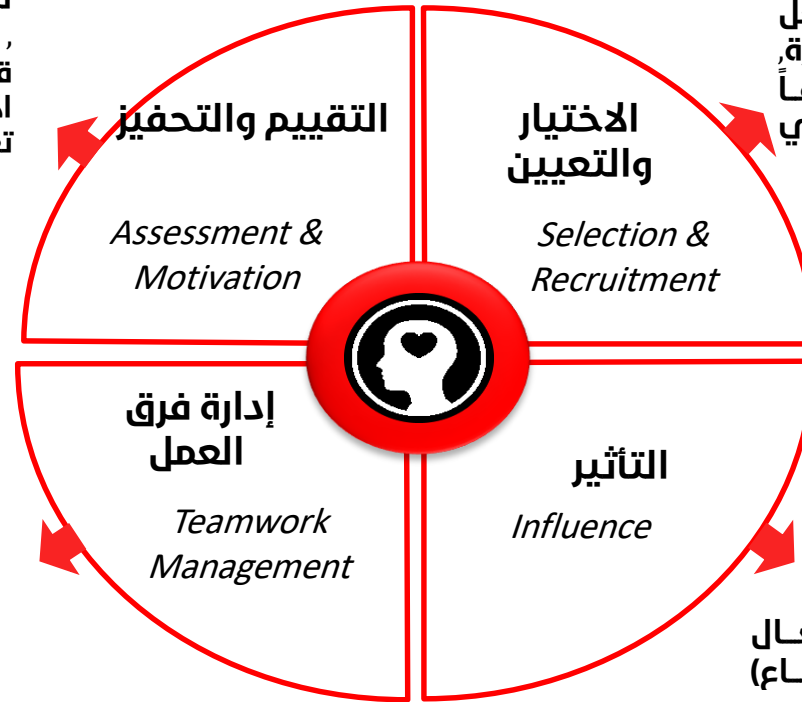 الاختيار
والتعيين
Selection &
Recruitment
التقييم والتحفيز
Assessment &
Motivation
التأثير
Influence
إدارة فرق
العمل
Teamwork
Management